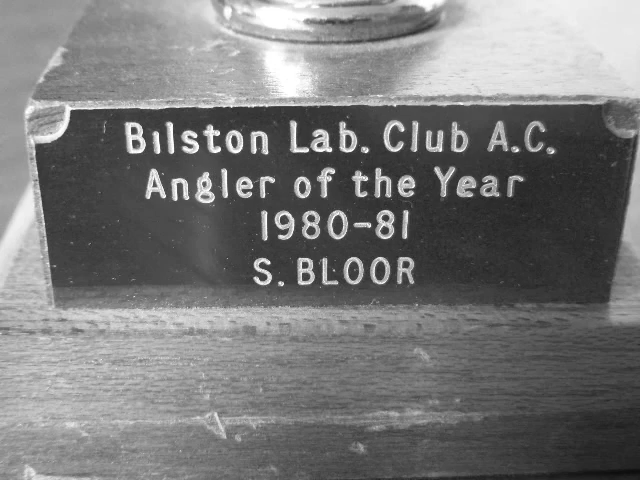 Bilston Lab. Club A.C.
Angler of the Year
1980-81
S. BLOOR